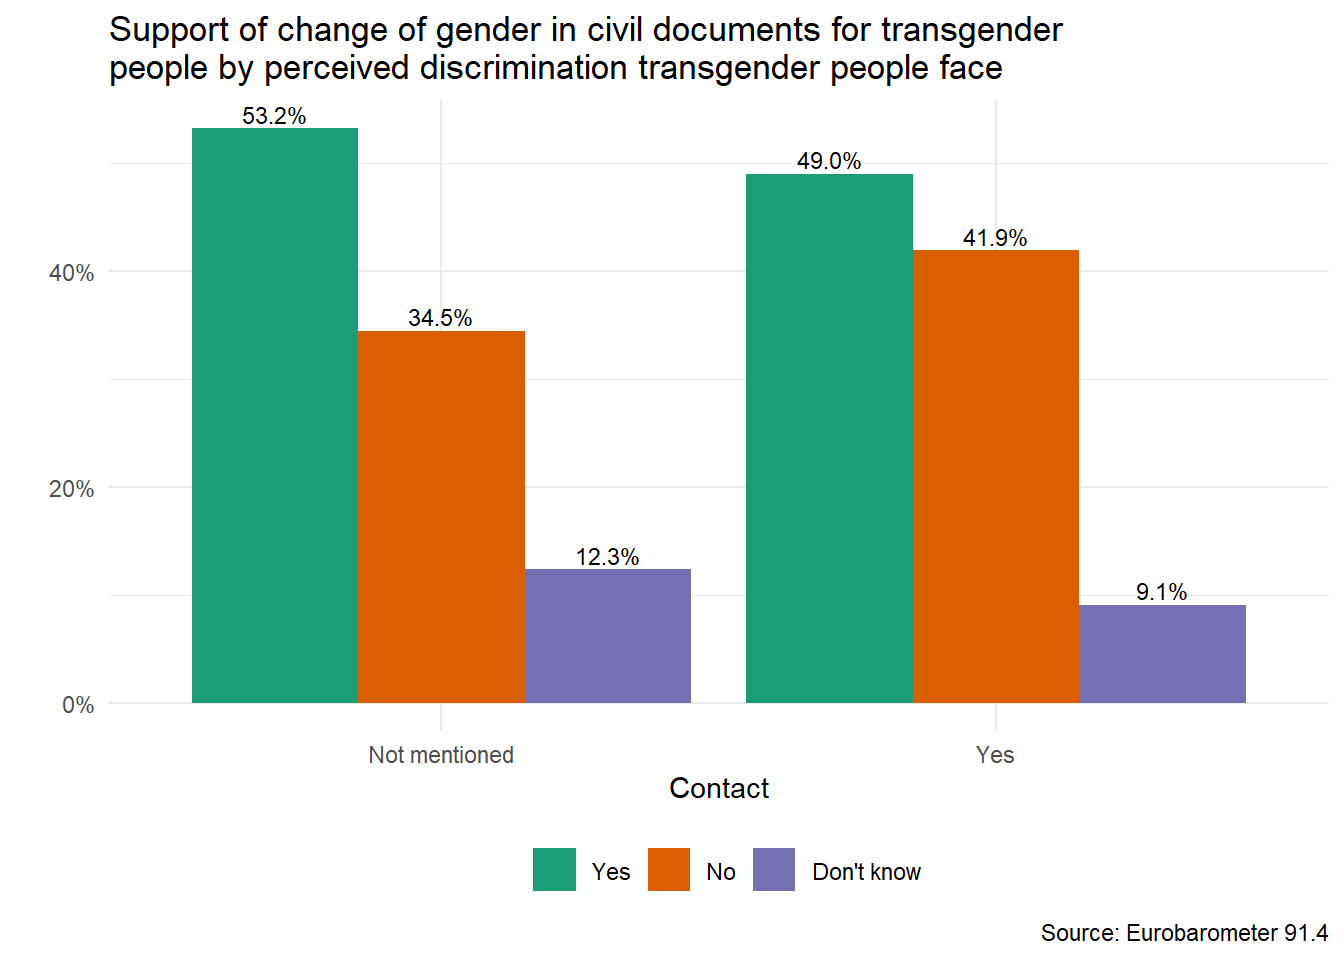 Support of change of gender in civil documents for transgender
people by perceived discrimination transgender people face
53.2%
49.0%
41.9%
40%
34.5%
20%
12.3%
9.1%
0%
Not mentioned Yes
Contact
Yes No Don't know
Source: Eurobarometer 91.4